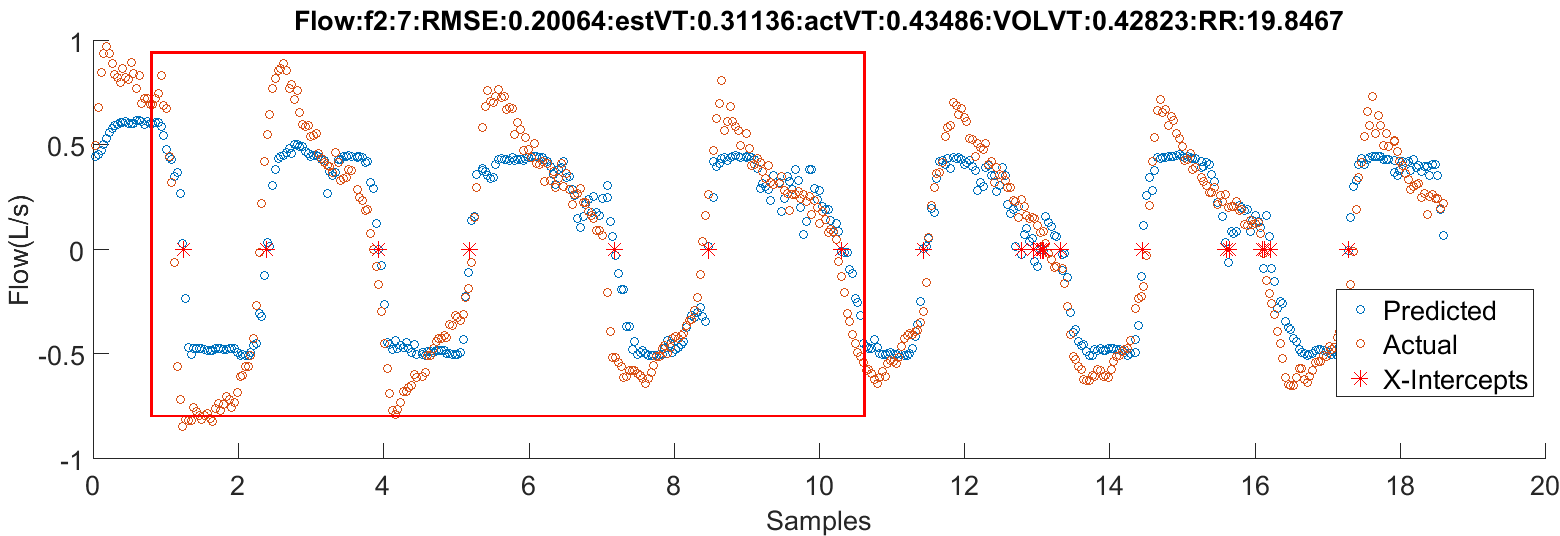 Flow:f2:7:RMSE:0.20064:estVT:0.31136:actVT:0.43486:VOLVT:0.42823:RR:19.8467
1
0.5
0
-0.5
-1
Flow(L/s)
0 2 4 6 8 10 12 14 16 18 20
Samples
Predicted
Actual
X-Intercepts